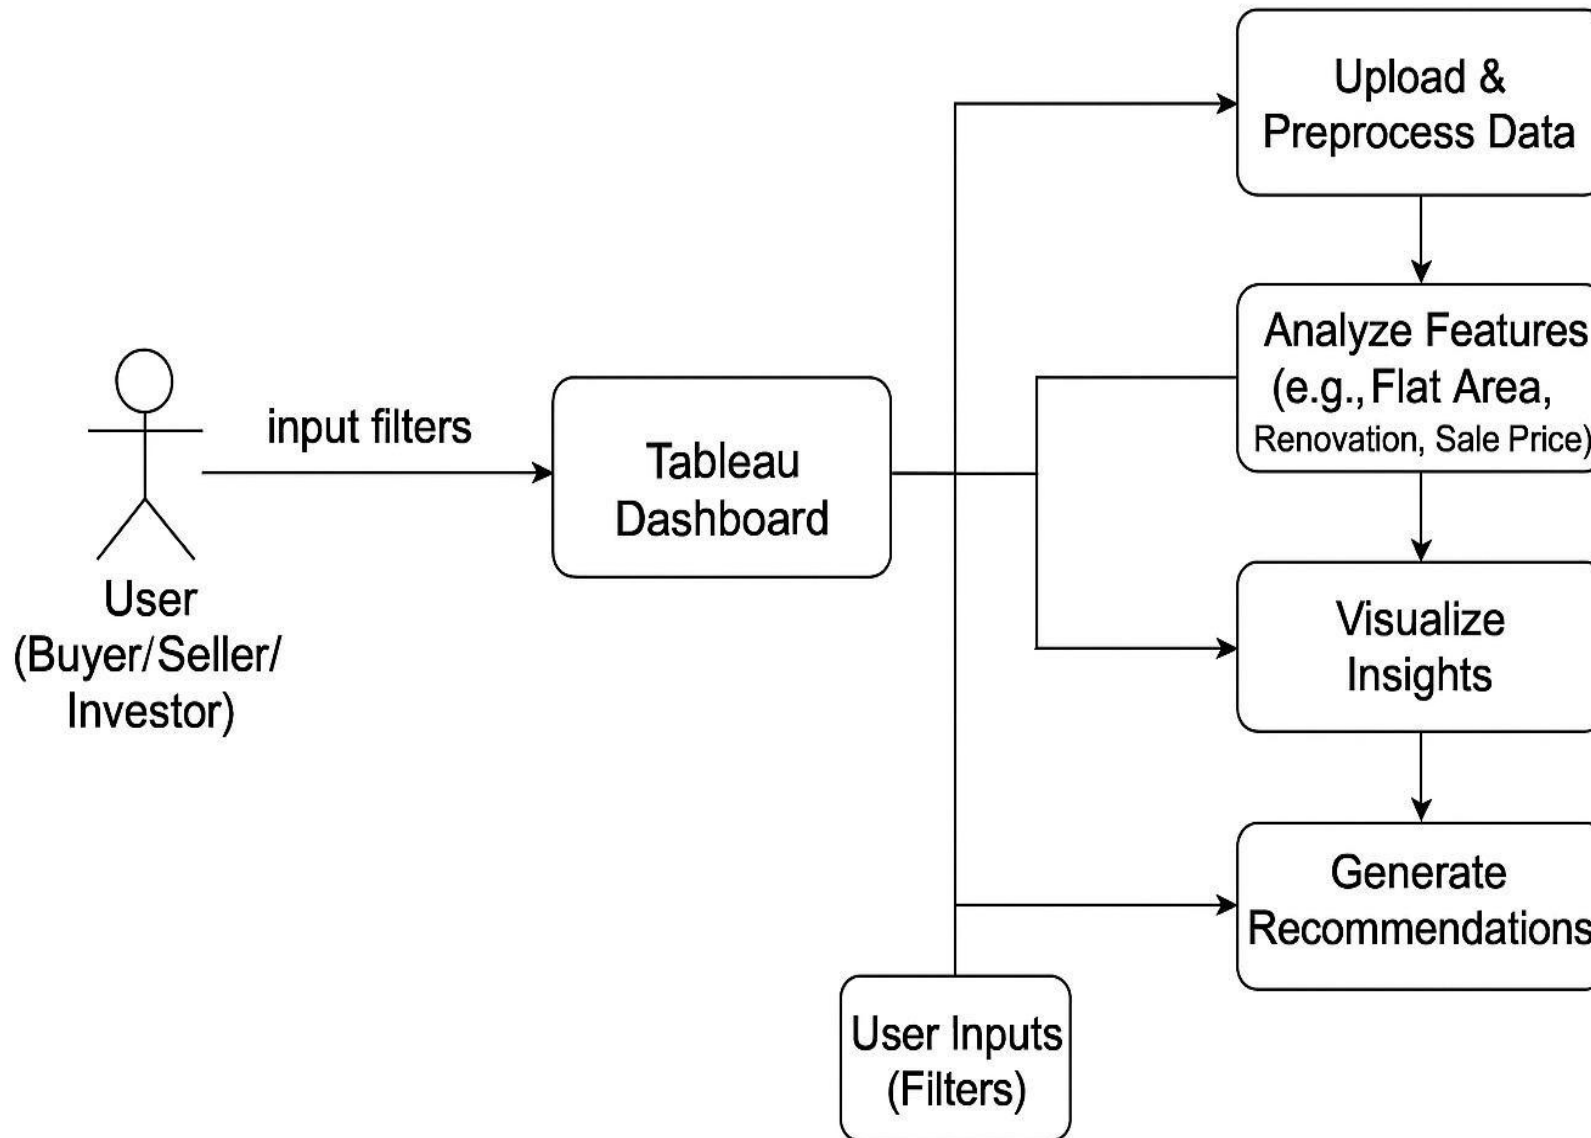 Upload &
Preprocess Data
Analyze Features
(e.g., Flat Area,
Renovation, Sale Price)
input filters
Tableau
Dashboard
User
(Buyer/Seller/
Investor)
Visualize
Insights
Generate
Recommendations
User Inputs
(Filters)